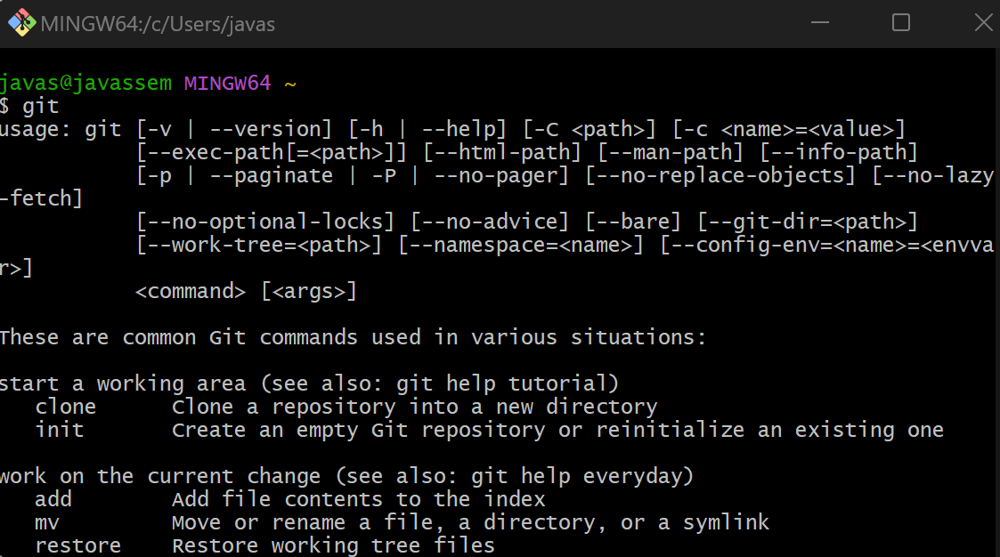 MINGW64:/c/Users/javas
javas@javassem MINGW64 ~
$ git
usage: git [-v | --version] [-h | --help] [-C <path>] [-c <name>=<value>]
           [--exec-path[=<path>]] [--html-path] [--man-path] [--info-path]
           [-p | --paginate | -P | --no-pager] [--no-replace-objects] [--no-lazy
-fetch]
           [--no-optional-locks] [--no-advice] [--bare] [--git-dir=<path>]
           [--work-tree=<path>] [--namespace=<name>] [--config-env=<name>=<envva
r>]
           <command> [<args>]

These are common Git commands used in various situations:

start a working area (see also: git help tutorial)
   clone      Clone a repository into a new directory
   init       Create an empty Git repository or reinitialize an existing one

work on the current change (see also: git help everyday)
   add        Add file contents to the index
   mv         Move or rename a file, a directory, or a symlink
   restore    Restore working tree files